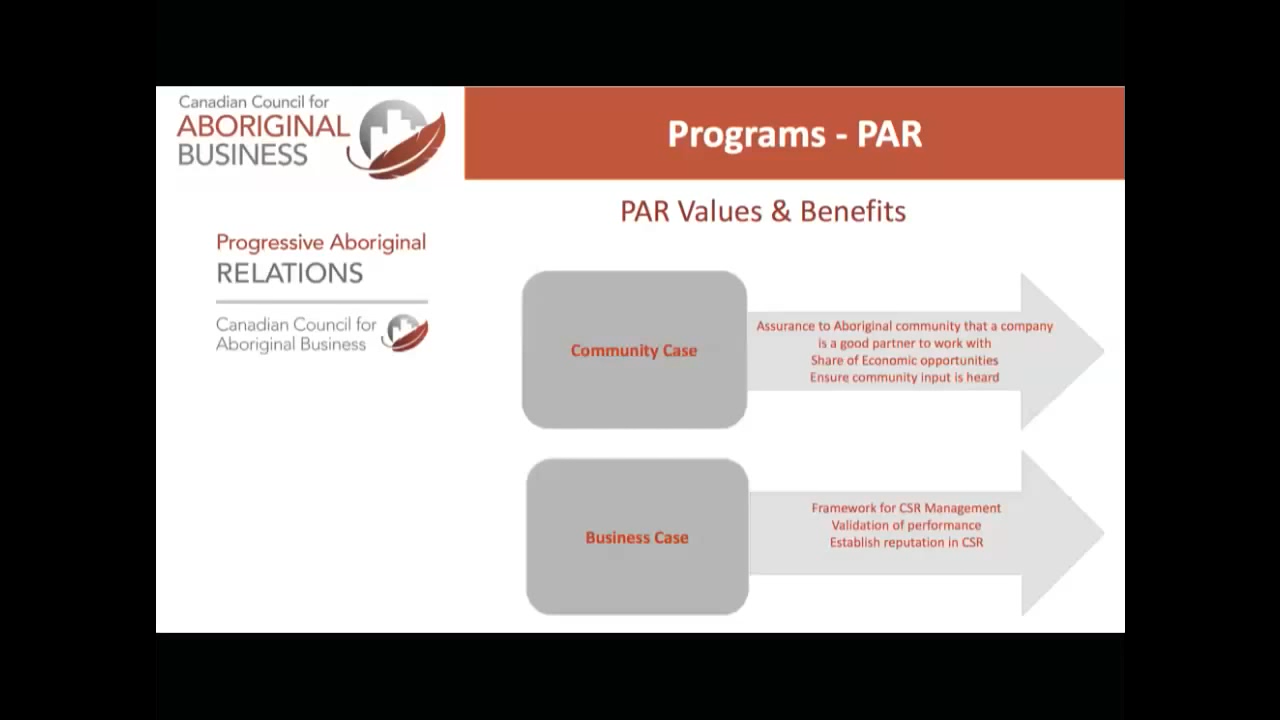 Canadian Council for
ABORIGINAL
BUSINESS
Programs - PAR
PAR Values & Benefits
Progressive Aboriginal
RELATIONS
Canadian Council for
Aboriginal Business
Community Case
Assurance to Aboriginal community that a company
is a good partner to work with
Share of Economic opportunities
Ensure community input is heard
Business Case
Framework for CSR Management
Validation of performance
Establish reputation in CSR